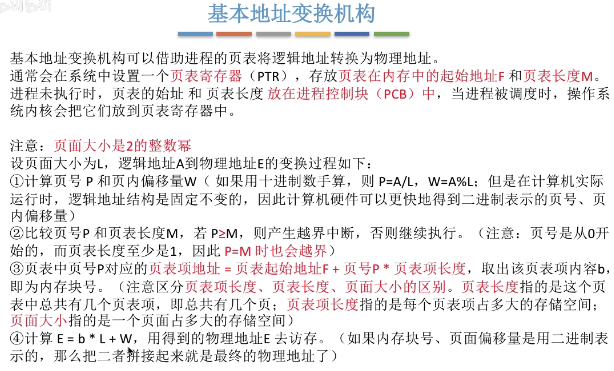 基本地址变换机构
基本地址变换机构可以借助进程的页表将逻辑地址转换为物理地址。
通常会在系统中设置一个页表寄存器（PTR），存放页表在内存中的起始地址F 和页表长度M。
进程未执行时，页表的始址 和 页表长度 放在进程控制块（PCB）中，当进程被调度时，操作系
统内核会把它们放到页表寄存器中。
注意：页面大小是2的整数幂
设页面大小为L，逻辑地址A到物理地址E的变换过程如下：
①计算页号 P 和页内偏移量W（ 如果用十进制数手算，则 P=A/L，W=A%L；但是在计算机实际
运行时，逻辑地址结构是固定不变的，因此计算机硬件可以更快地得到二进制表示的页号、页
内偏移量）
②比较页号P 和页表长度M，若 P≥M，则产生越界中断，否则继续执行。（注意：页号是从0开
始的，而页表长度至少是1，因此 P=M 时也会越界）
③页表中页号P对应的页表项地址 = 页表起始地址F + 页号P * 页表项长度，取出该页表项内容b，
即为内存块号。（注意区分页表项长度、页表长度、页面大小的区别。页表长度指的是这个页
表中总共有几个页表项，即总共有几个页；页表项长度指的是每个页表项占多大的存储空间；
页面大小指的是一个页面占多大的存储空间）
④计算 E = b * L + W，用得到的物理地址E 去访存。（如果内存块号、页面偏移量是用二进制表
示的，那么把二者拼接起来就是最终的物理地址了）